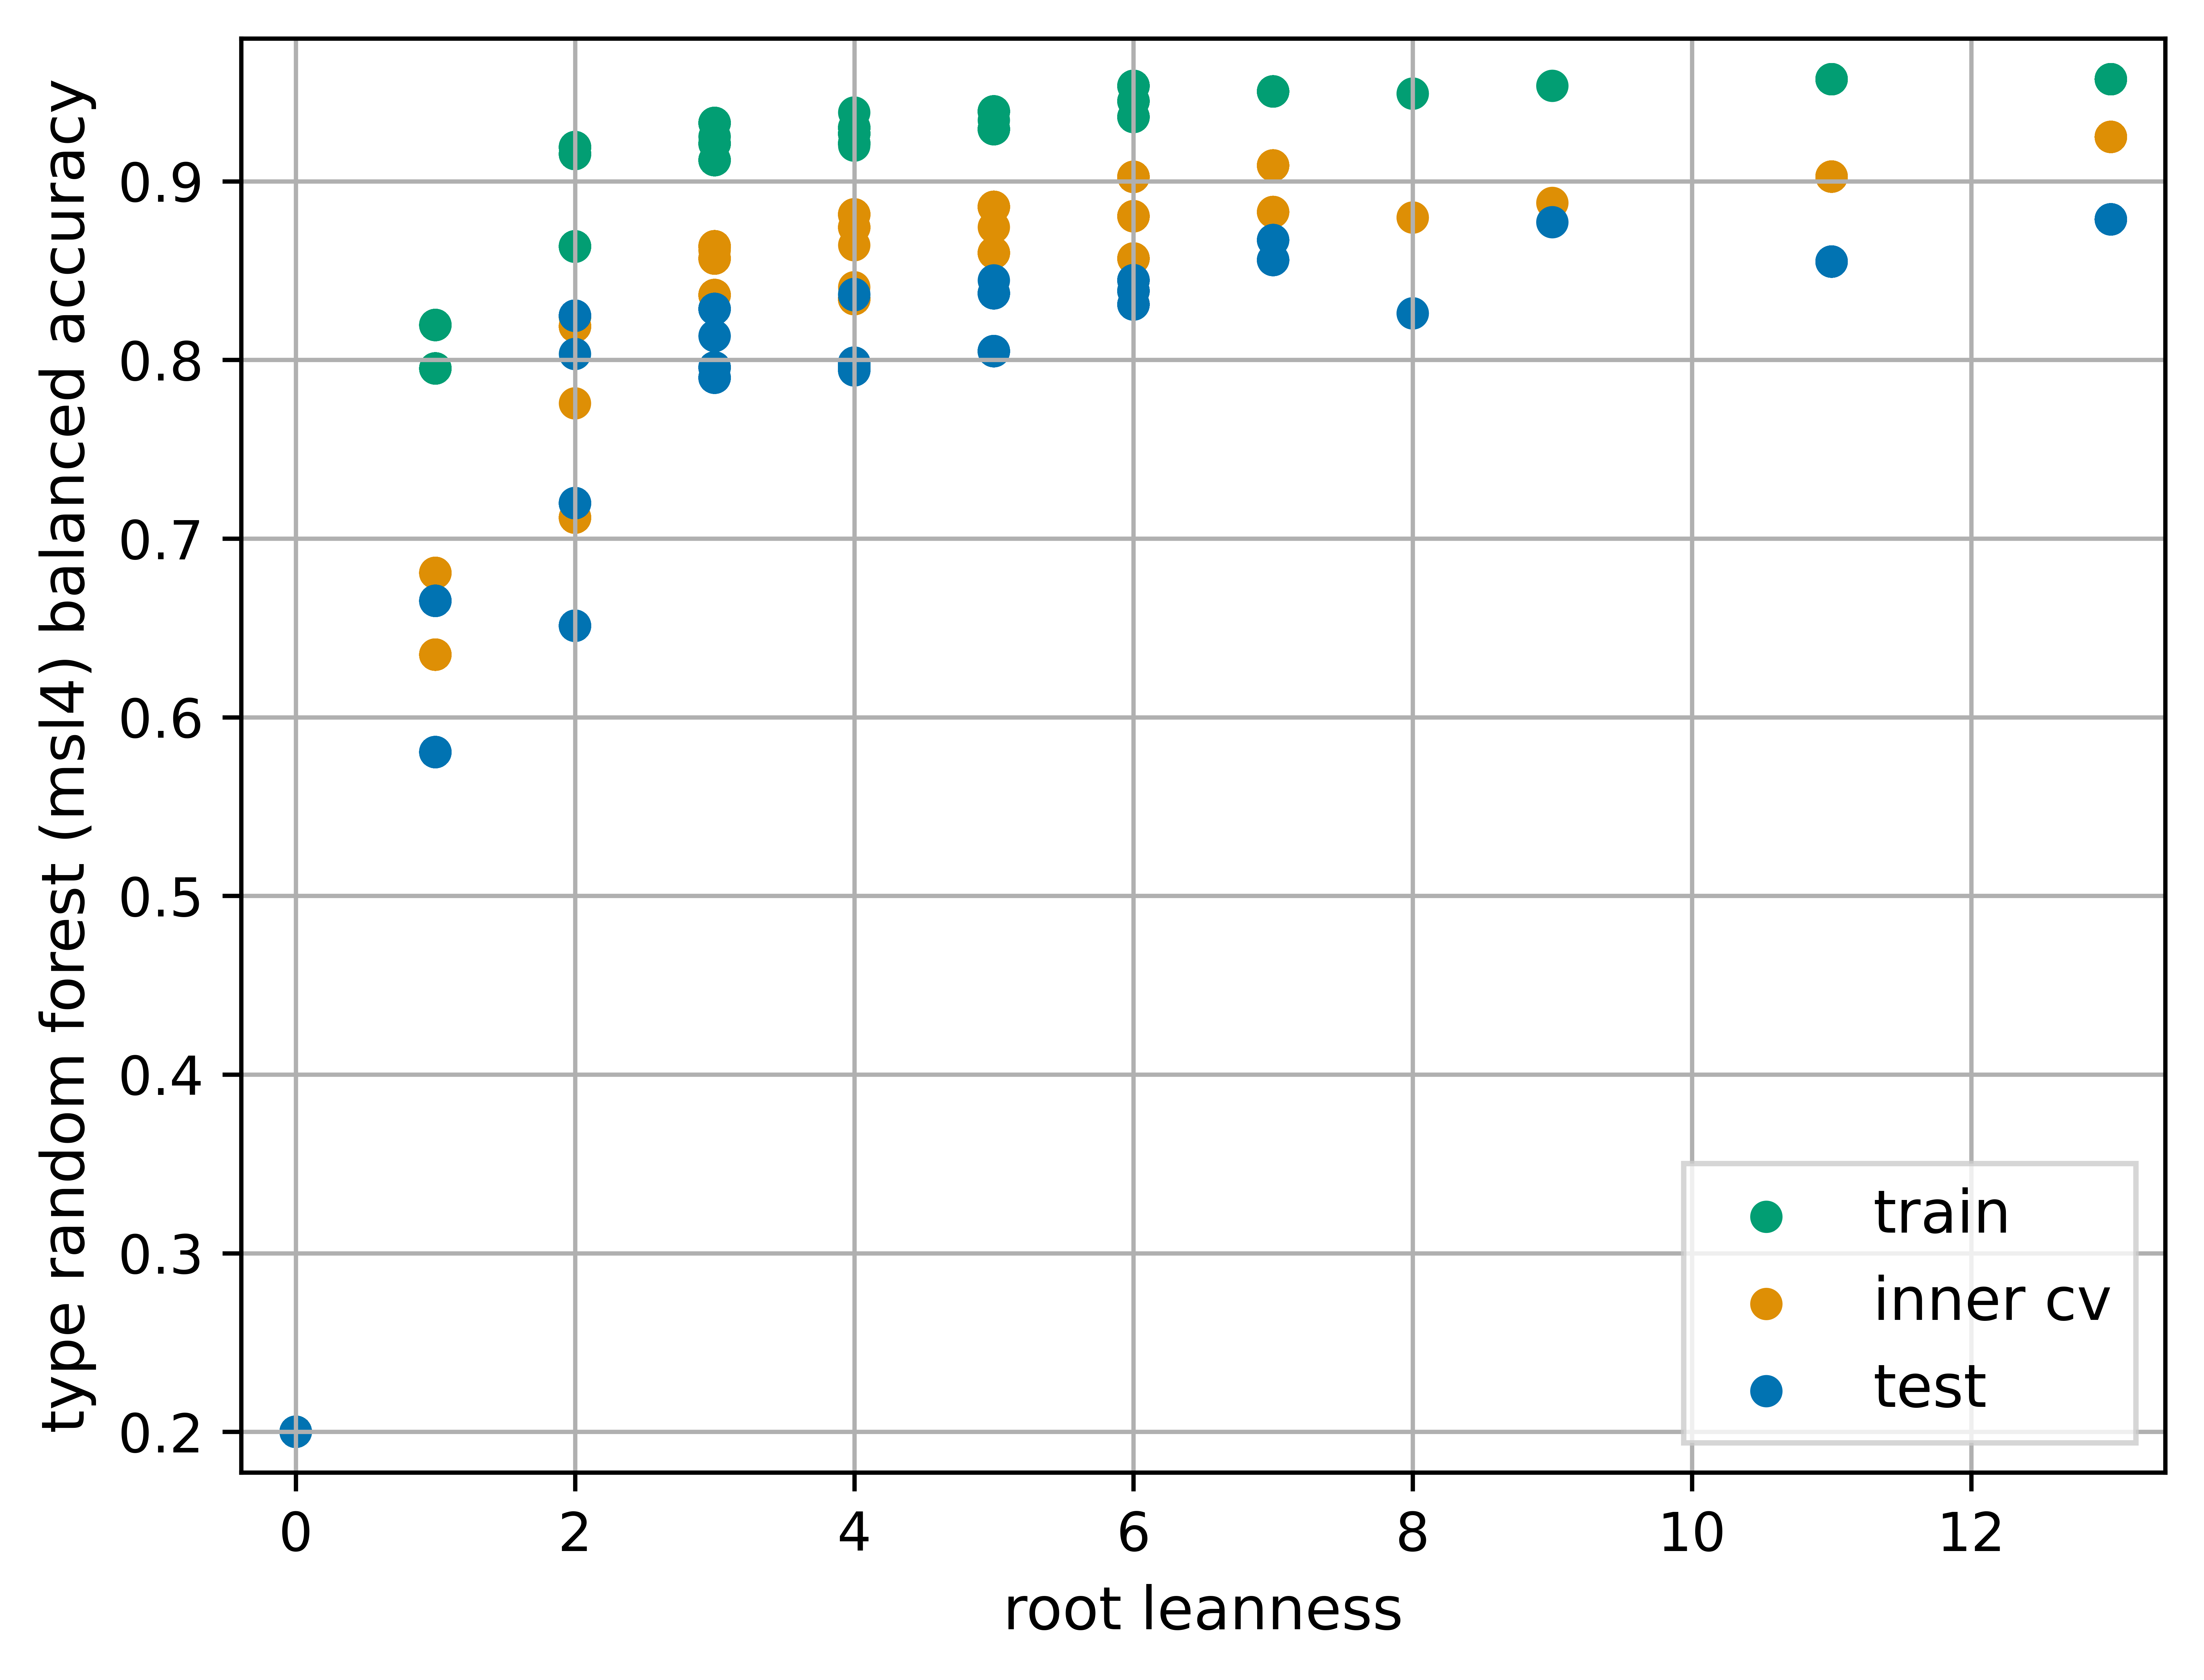 type random forest (msl4) balanced accuracy
0.9
0.8
0.7
0.6
0.5
0.4
0.3
0.2
0 2 4 6 8 10 12
root leanness
train
inner cv
test